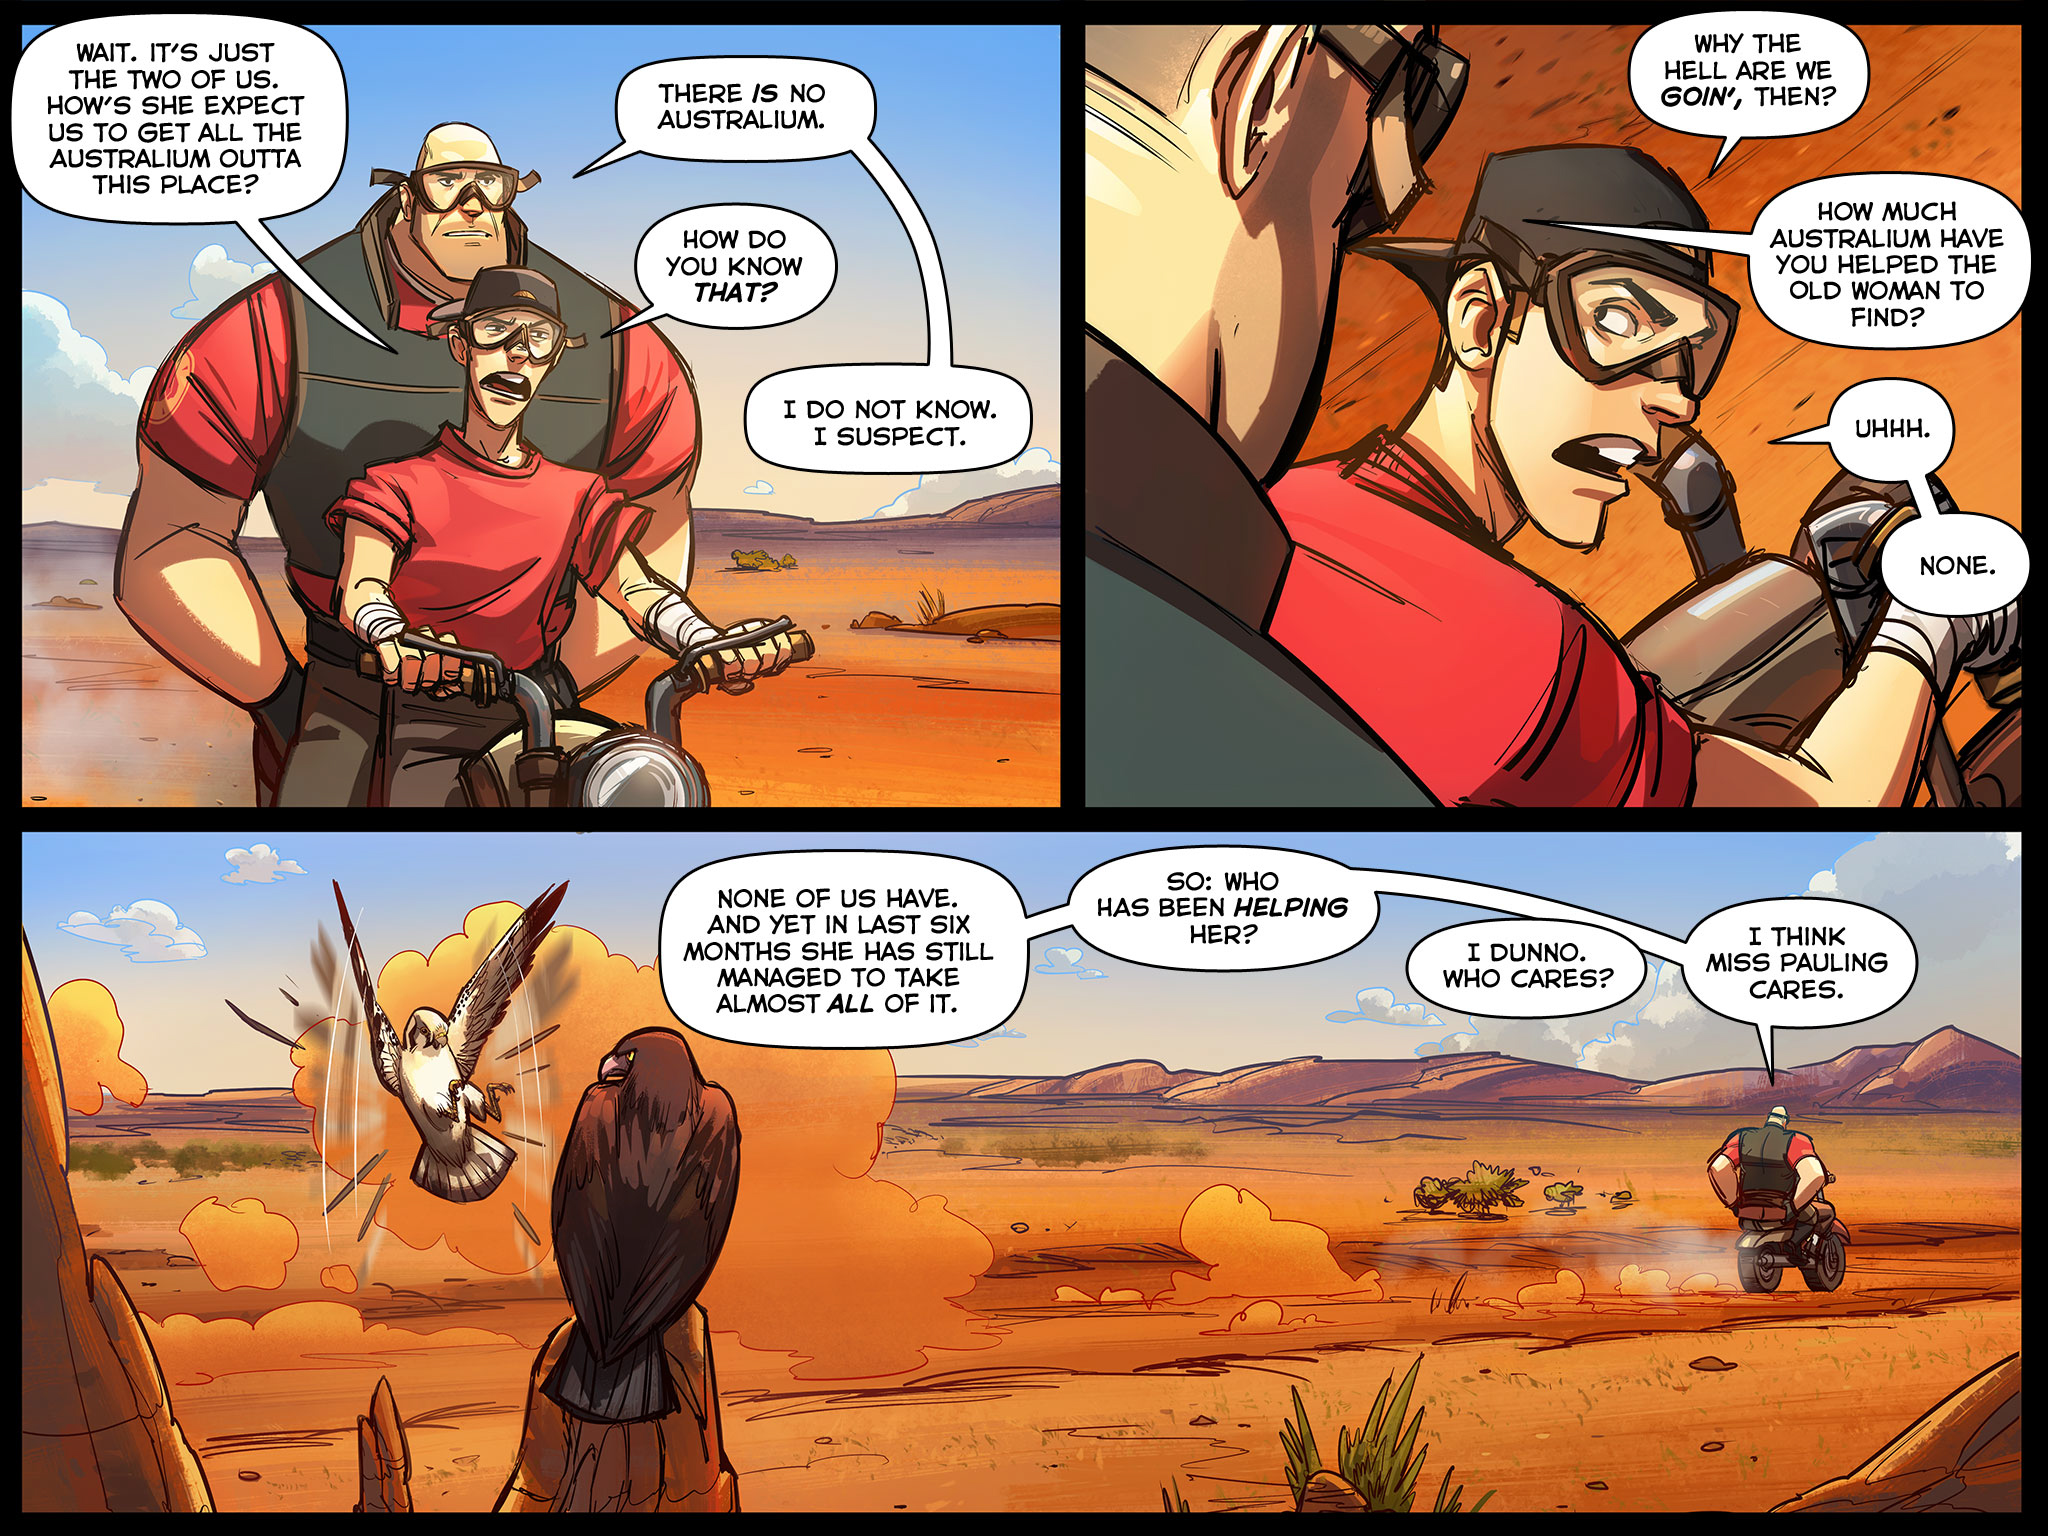 WAIT. IT'S JUST
THE TWO OF US.
HOW'S SHE EXPECT
US TO GET ALL THE
AUSTRALIUM OUTTA
THIS PLACE?
THERE IS NO
AUSTRALIUM.
HOW DO
YOU KNOW
THAT?
I DO NOT KNOW.
I SUSPECT.
WHY THE
HELL ARE WE
GOIN', THEN?
HOW MUCH
AUSTRALIUM HAVE
YOU HELPED THE
OLD WOMAN TO
FIND?
UHHH.
NONE.
NONE OF US HAVE.
AND YET IN LAST SIX
MONTHS SHE HAS STILL
MANAGED TO TAKE
ALMOST ALL OF IT.
SO: WHO
HAS BEEN HELPING
HER?
I DUNNO.
WHO CARES?
I THINK
MISS PAULING
CARES.